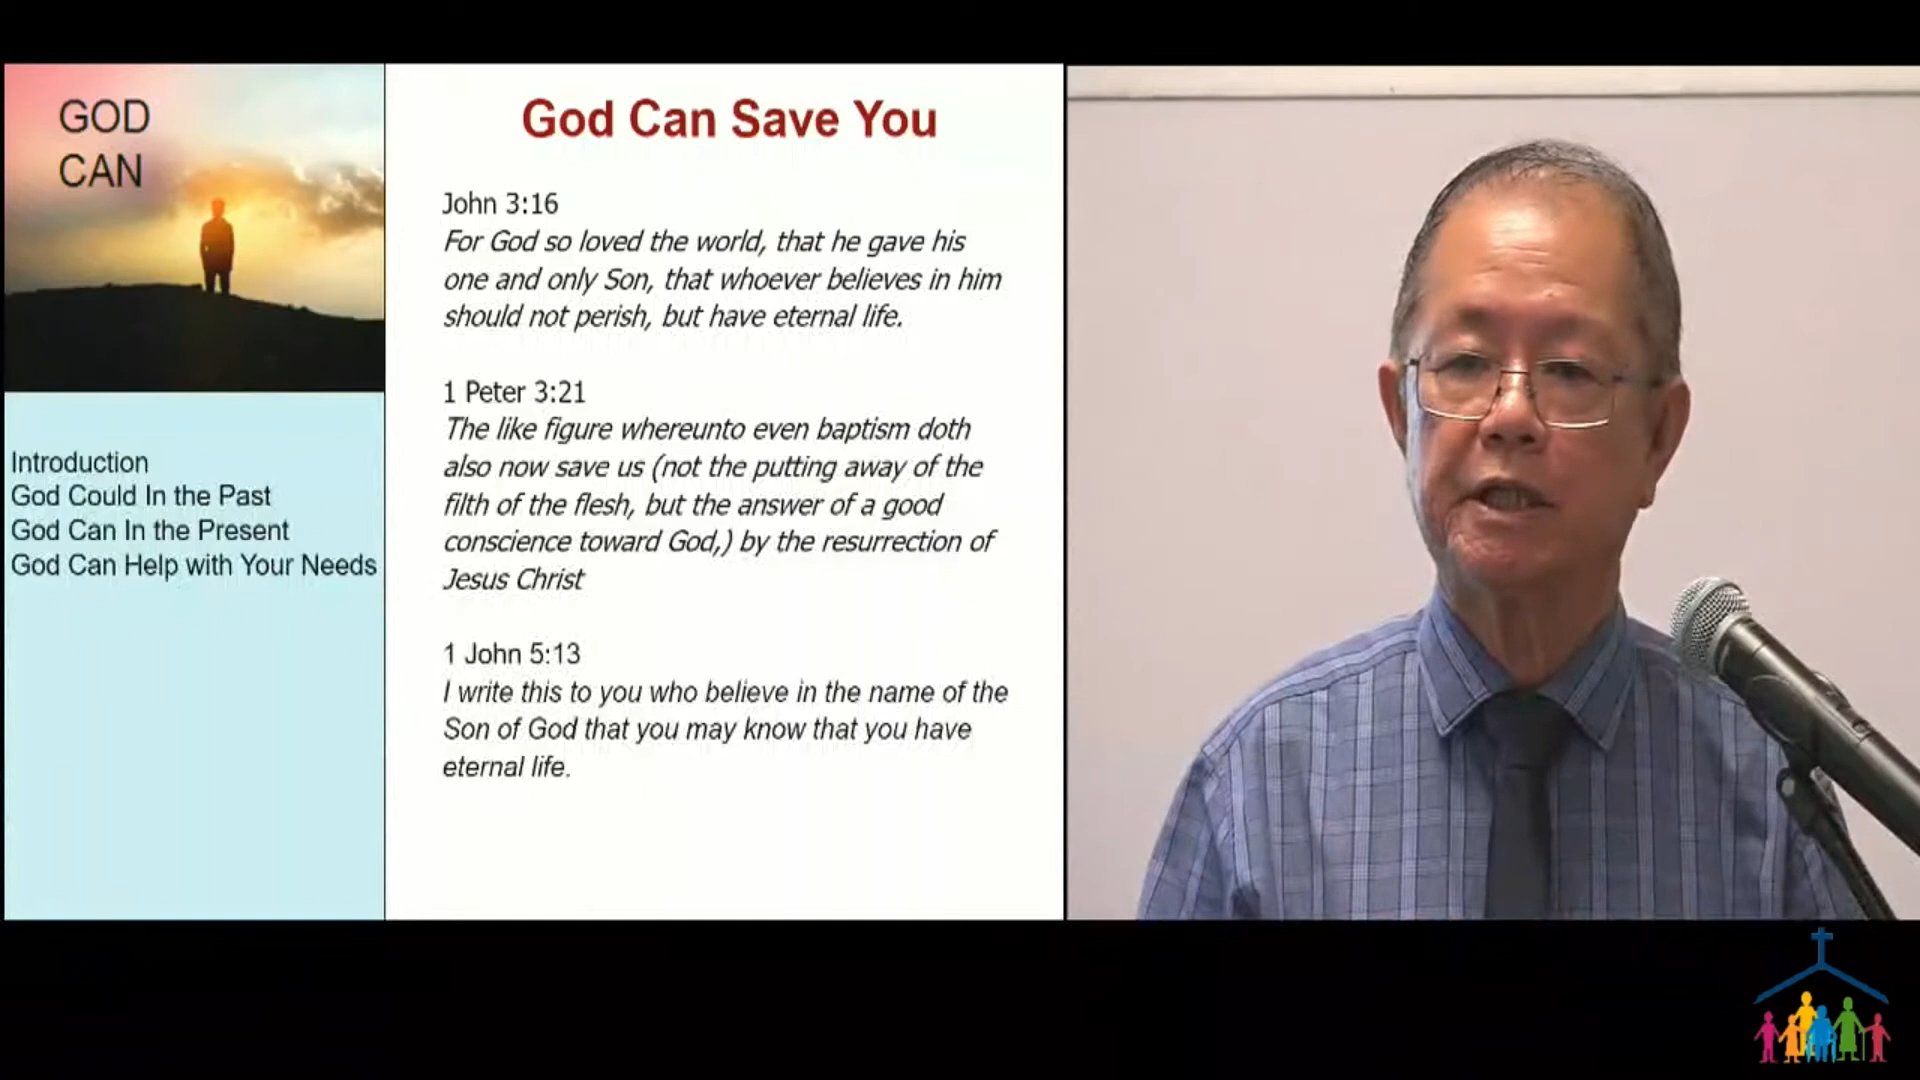 GOD
CAN
Introduction
God Could In the Past
God Can In the Present
God Can Help with Your Needs
God Can Save You
John 3:16
For God so loved the world, that he gave his
one and only Son, that whoever believes in him
should not perish, but have eternal life.
1 Peter 3:21
The like figure whereunto even baptism doth
also now save us (not the putting away of the
filth of the flesh, but the answer of a good
conscience toward God,) by the resurrection of
Jesus Christ
1 John 5:13
I write this to you who believe in the name of the
Son of God that you may know that you have
eternal life.